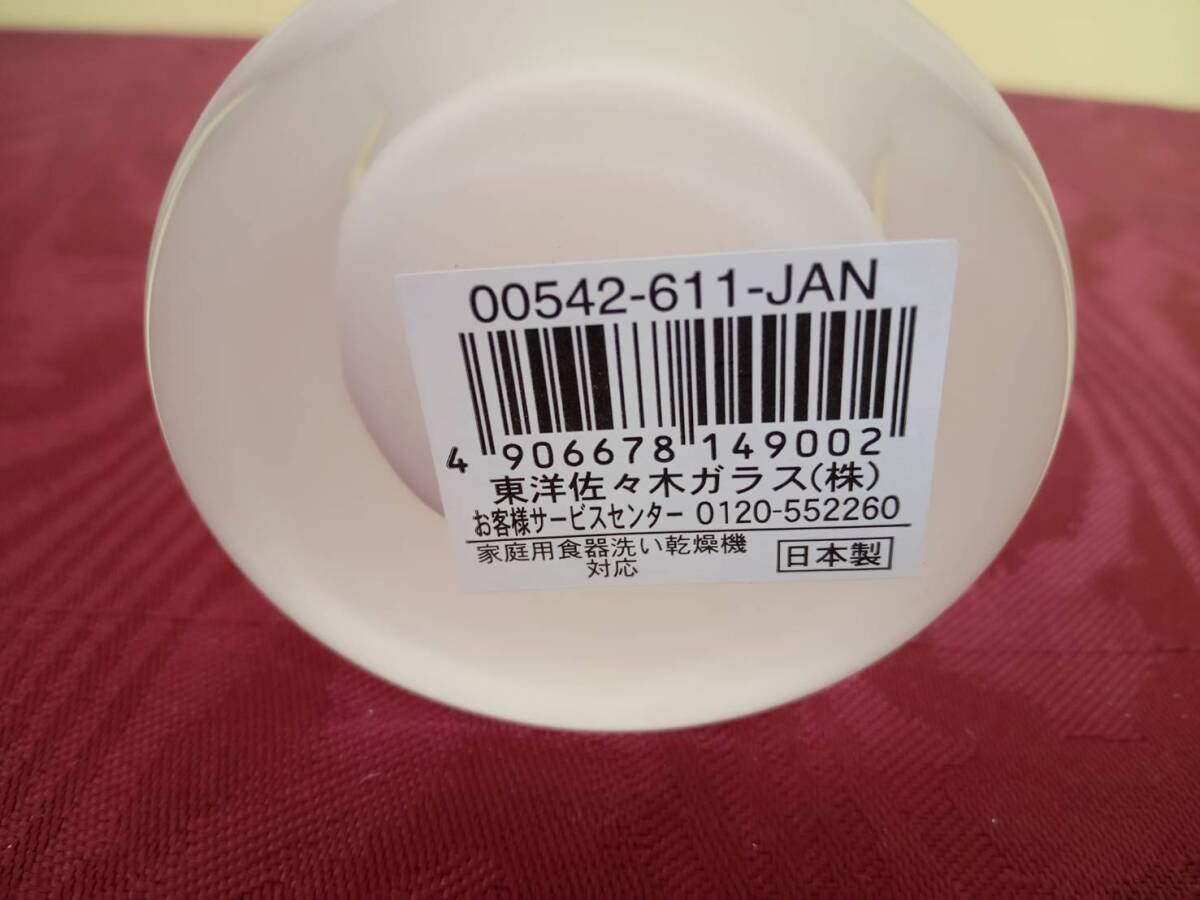 00542-611-JAN
4 906678 149002
東洋佐々木ガラス(株)
お客様サービスセンター 0120-552260
家庭用食器洗い乾燥機
対応
日本製